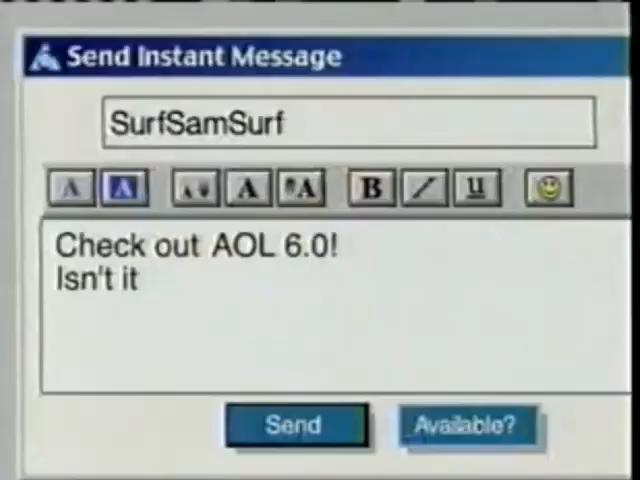 Send Instant Message
SurfSamSurf
A A A A A B / U
Check out AOL 6.0!
Isn't it
Send Available?